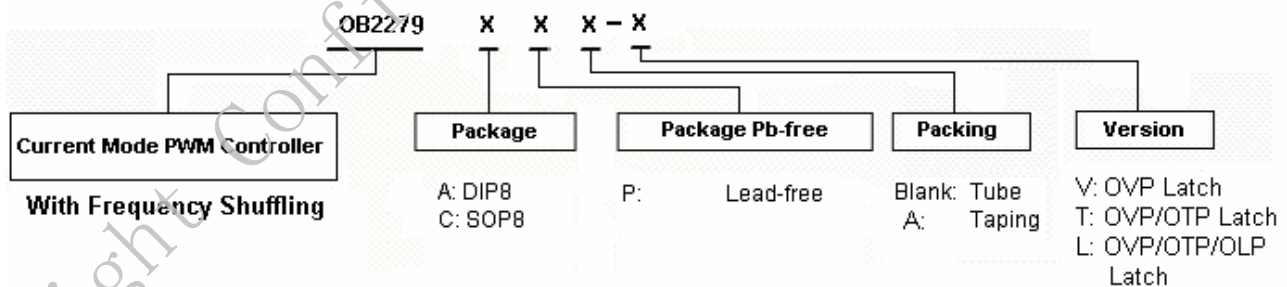 OB2279 X X X - X
Current Mode PWM Controller
With Frequency Shuffling
Package
A: DIP8
C: SOP8
Package Pb-free
P: Lead-free
Packing
Blank: Tube
A: Taping
Version
V: OVP Latch
T: OVP/OTP Latch
L: OVP/OTP/OLP
Latch